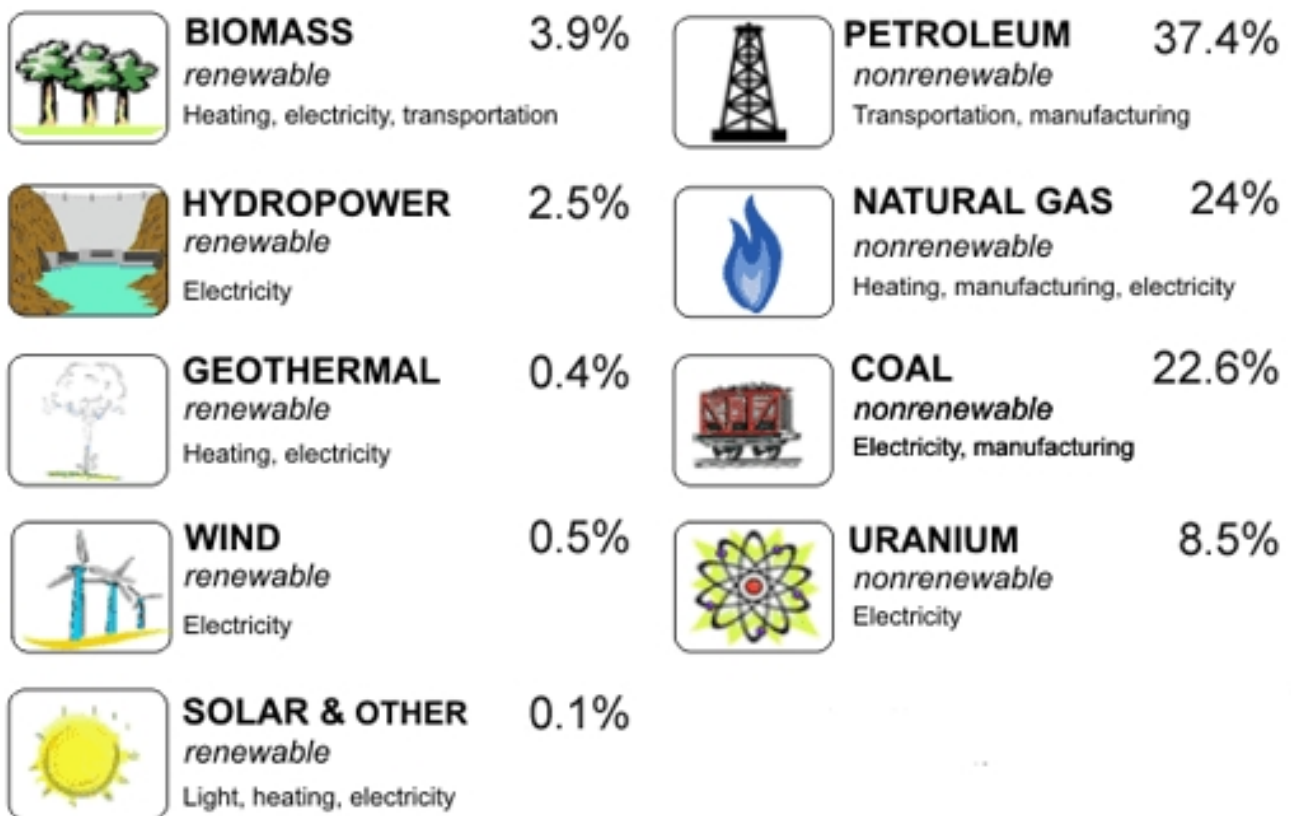 BIOMASS 3.9%
renewable
Heating, electricity, transportation
HYDROPOWER 2.5%
renewable
Electricity
GEOTHERMAL 0.4%
renewable
Heating, electricity
WIND 0.5%
renewable
Electricity
SOLAR & OTHER 0.1%
renewable
Light, heating, electricity
PETROLEUM 37.4%
nonrenewable
Transportation, manufacturing
NATURAL GAS 24%
nonrenewable
Heating, manufacturing, electricity
COAL 22.6%
nonrenewable
Electricity, manufacturing
URANIUM 8.5%
nonrenewable
Electricity